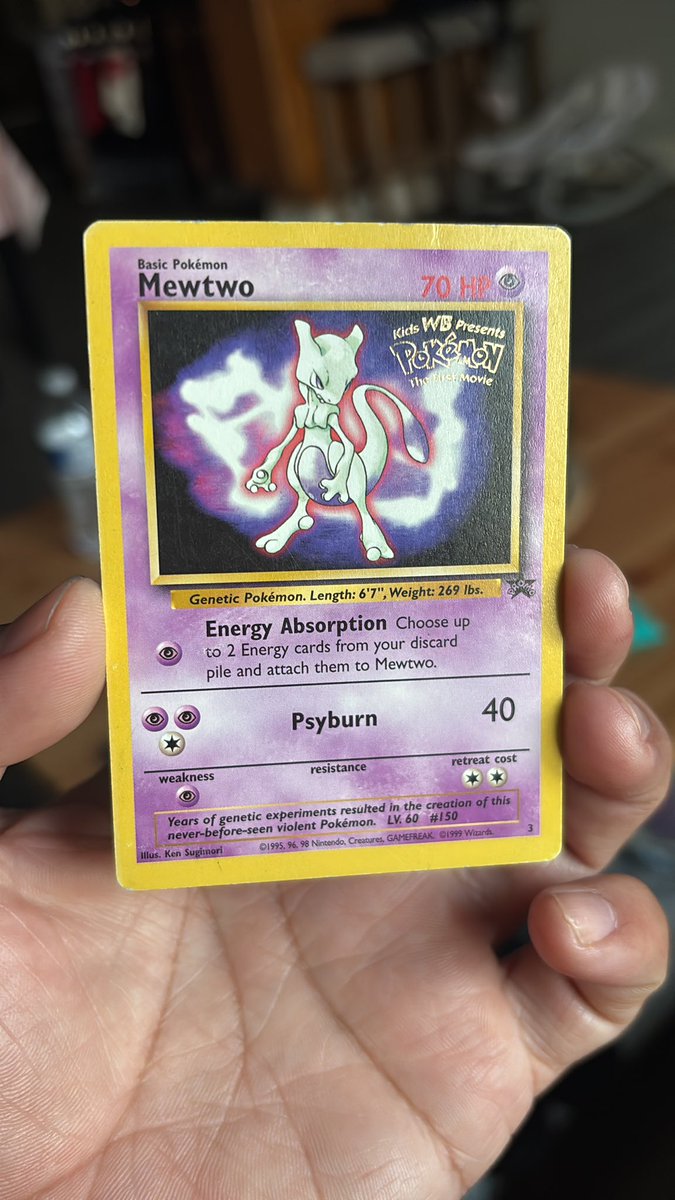 Basic Pokémon
Mewtwo
70 HP
Kids WB Presents
POKéMON
The First Movie
Genetic Pokémon. Length: 6'7", Weight: 269 lbs.
PROMO
Energy Absorption Choose up
to 2 Energy cards from your discard
pile and attach them to Mewtwo.
Psyburn 40
weakness
resistance
retreat cost
Years of genetic experiments resulted in the creation of this
never-before-seen violent Pokémon. LV. 60 #150
Illus. Ken Sugimori
©1995, 96, 98 Nintendo, Creatures, GAMEFREAK. ©1999 Wizards.
3